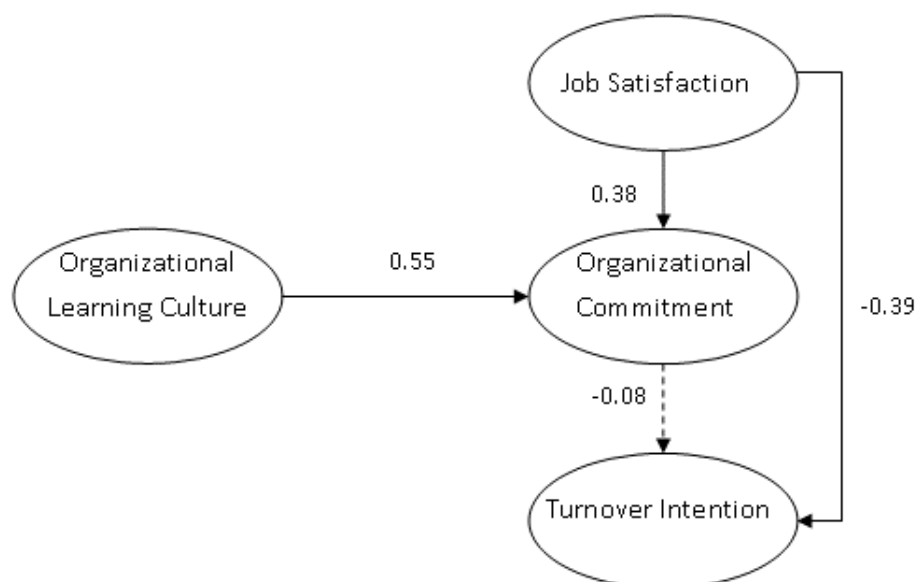 Job Satisfaction
0.38
Organizational
Learning Culture
0.55
Organizational
Commitment
-0.39
-0.08
Turnover Intention